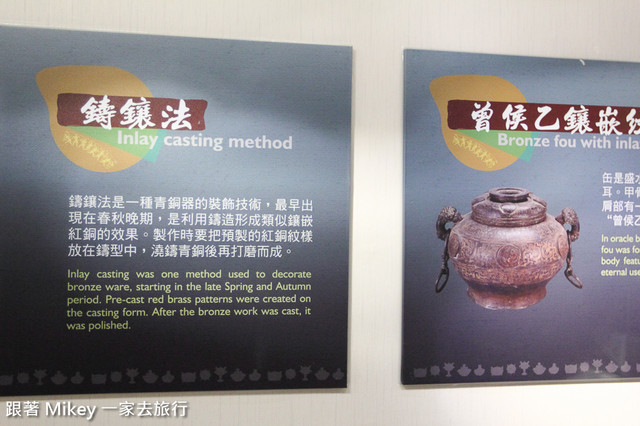 鑄鑲法
Inlay casting method
鑄鑲法是一種青銅器的裝飾技術，最早出
現在春秋晚期，是利用鑄造形成類似鑲嵌
紅銅的效果。製作時要把預製的紅銅紋樣
放在鑄型中，澆鑄青銅後再打磨而成。
Inlay casting was one method used to decorate
bronze ware, starting in the late Spring and Autumn
period. Pre-cast red brass patterns were created on
the casting form. After the bronze work was cast, it
was polished.
曾侯乙鑲嵌
Bronze fou with inla
缶是盛水
耳。甲骨
肩部有一
“曾侯乙
In oracle b
fou was fo
body featu
eternal use
跟著 Mikey 一家去旅行